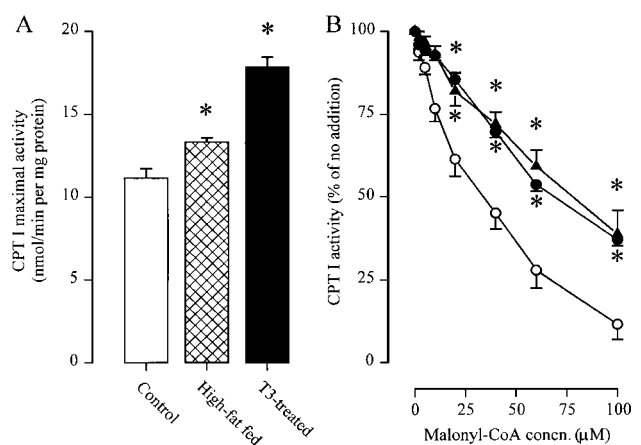 A
CPT I maximal activity
(nmol/min per mg protein)
20
15
10
5
0
*
*
Control
High-fat fed
T3-treated
B
CPT I activity (% of no addition)
100
75
50
25
0
*
*
*
*
*
*
*
*
0
25
50
75
100
Malonyl-CoA concn. (μM)